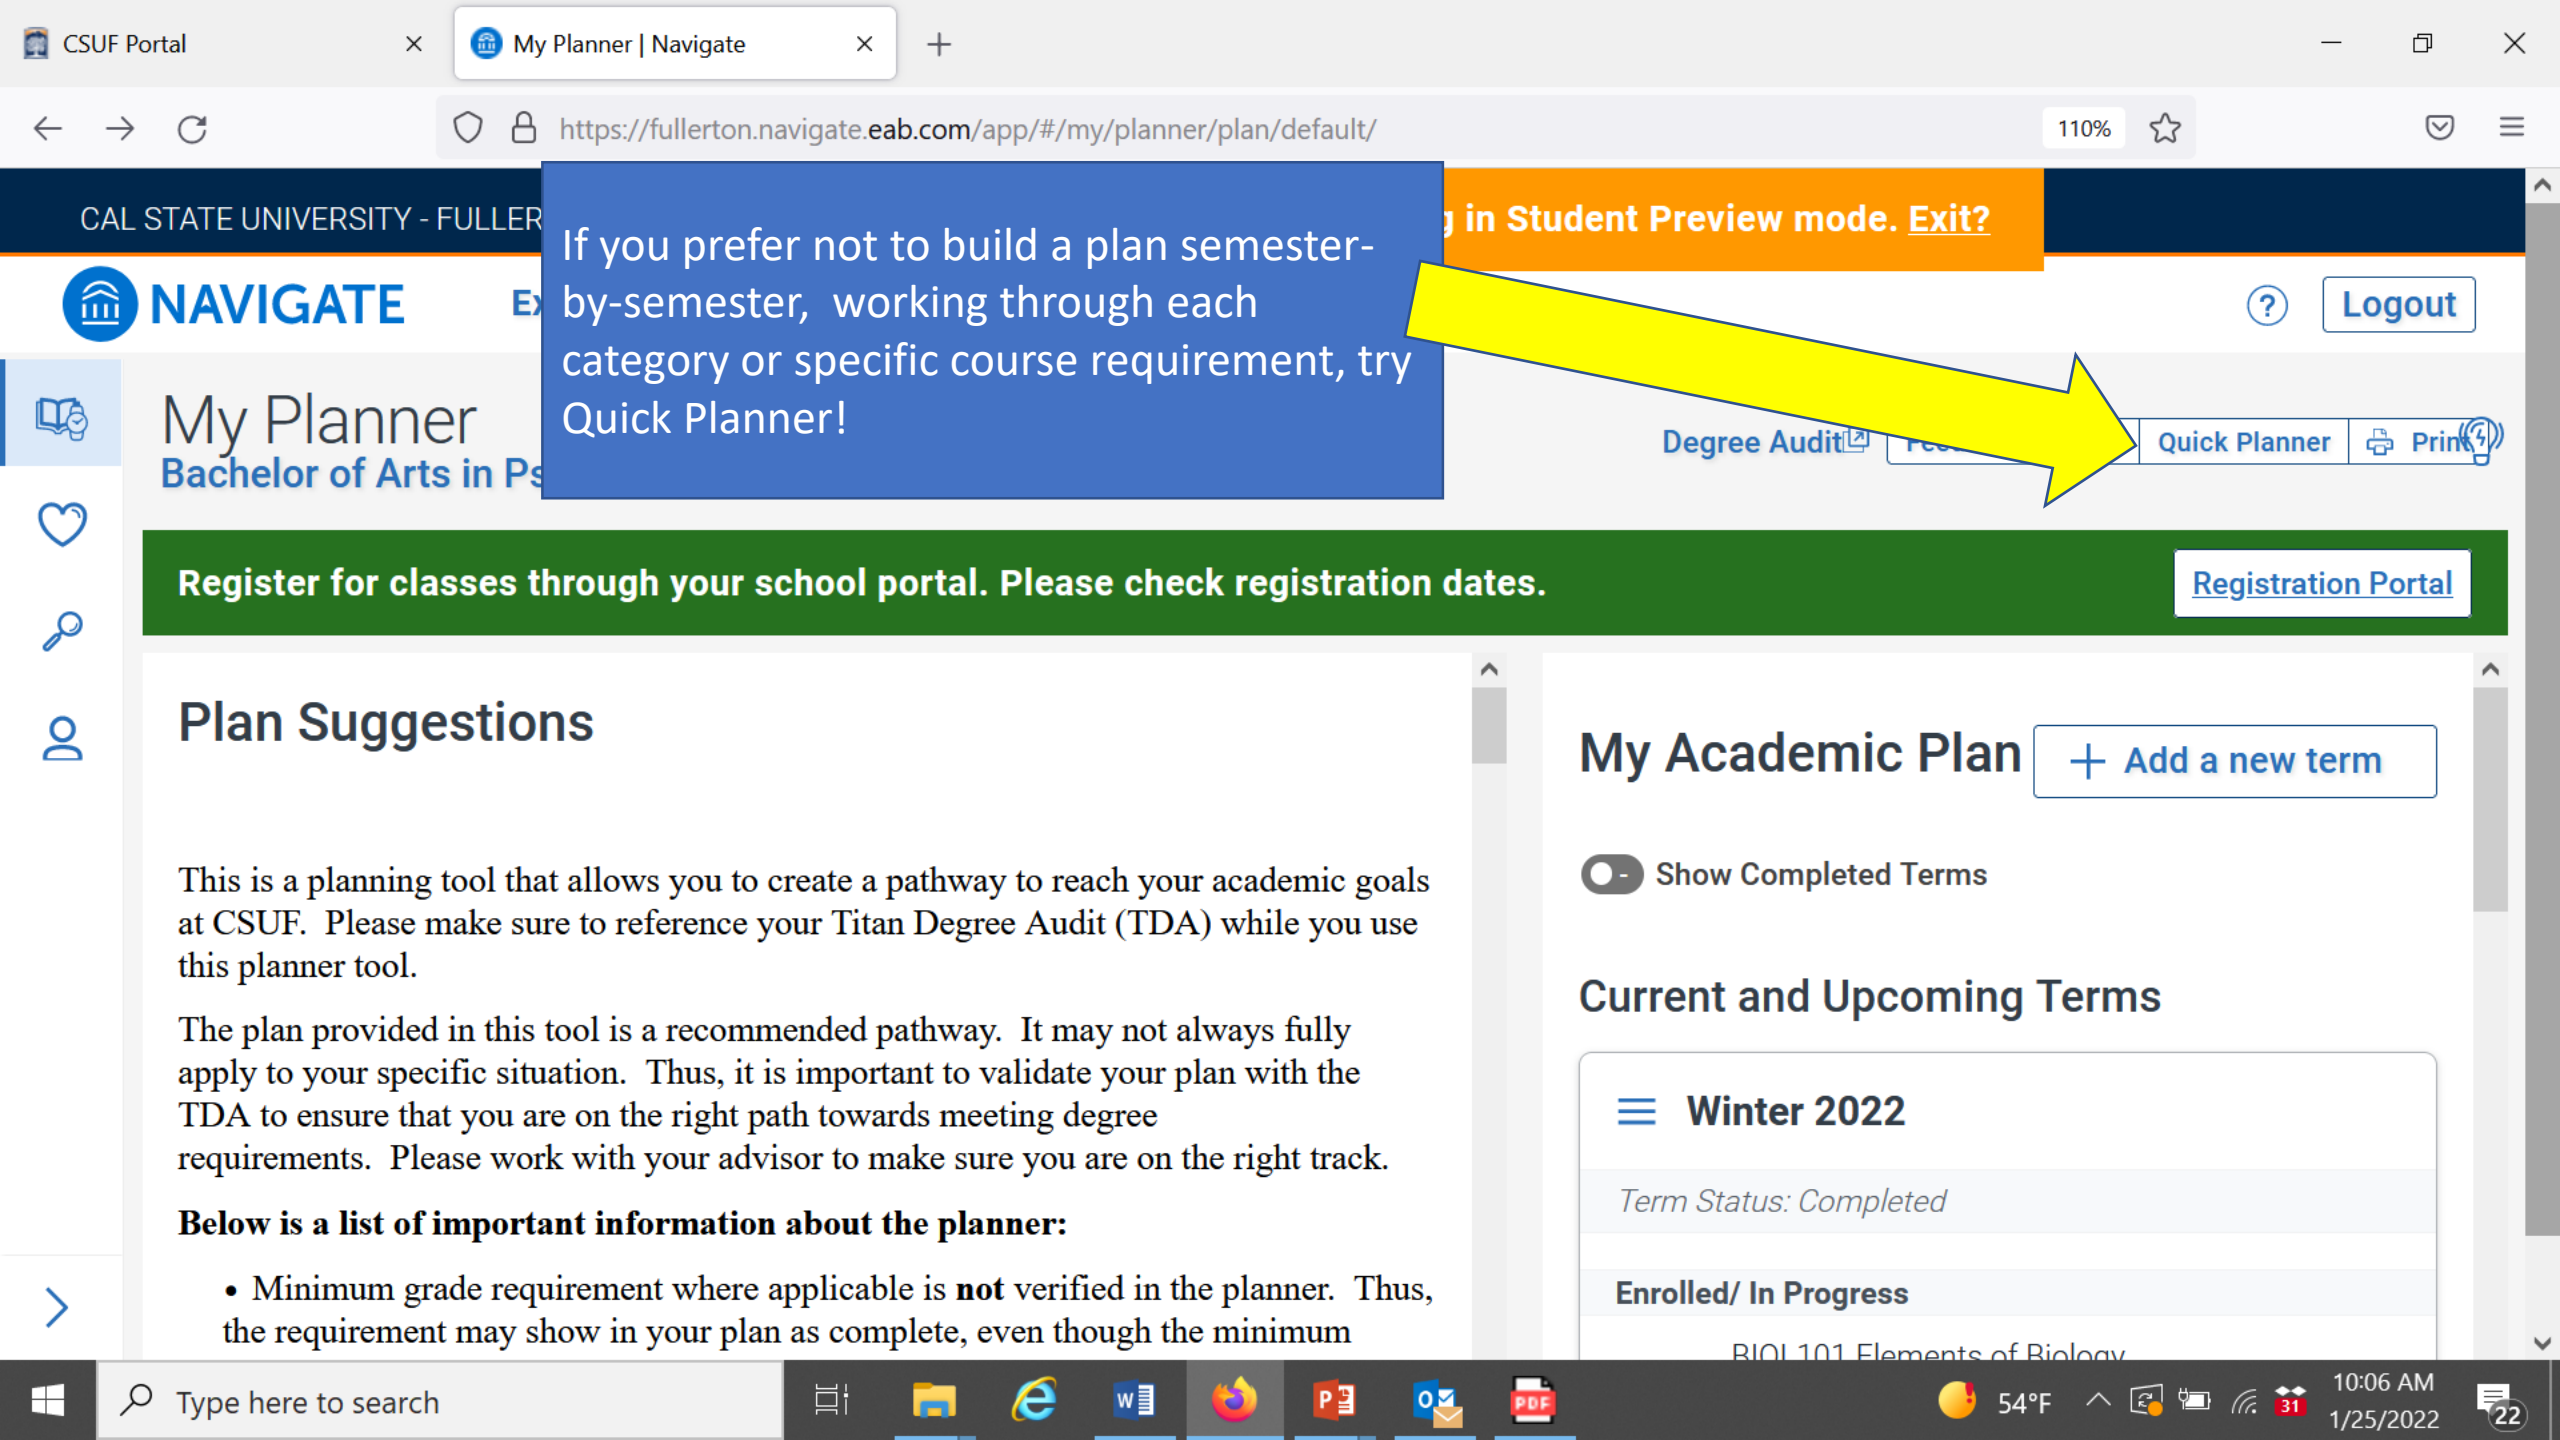 CSUF Portal
My Planner | Navigate
https://fullerton.navigate.eab.com/app/#/my/planner/plan/default/
110%
CAL STATE UNIVERSITY - FULLER
in Student Preview mode. Exit?
If you prefer not to build a plan semester-
by-semester,  working through each
category or specific course requirement, try
Quick Planner!
NAVIGATE
?
Logout
My Planner
Bachelor of Arts in
Degree Audit
Quick Planner
Print
Register for classes through your school portal. Please check registration dates.
Registration Portal
Plan Suggestions
This is a planning tool that allows you to create a pathway to reach your academic goals
at CSUF.  Please make sure to reference your Titan Degree Audit (TDA) while you use
this planner tool.
The plan provided in this tool is a recommended pathway.  It may not always fully
apply to your specific situation.  Thus, it is important to validate your plan with the
TDA to ensure that you are on the right path towards meeting degree
requirements.  Please work with your advisor to make sure you are on the right track.
Below is a list of important information about the planner:
• Minimum grade requirement where applicable is not verified in the planner.  Thus,
the requirement may show in your plan as complete, even though the minimum
My Academic Plan
+ Add a new term
Show Completed Terms
Current and Upcoming Terms
Winter 2022
Term Status: Completed
Enrolled/ In Progress
BIOL101 Elements of Biology
Type here to search
54°F
31
10:06 AM
1/25/2022
22